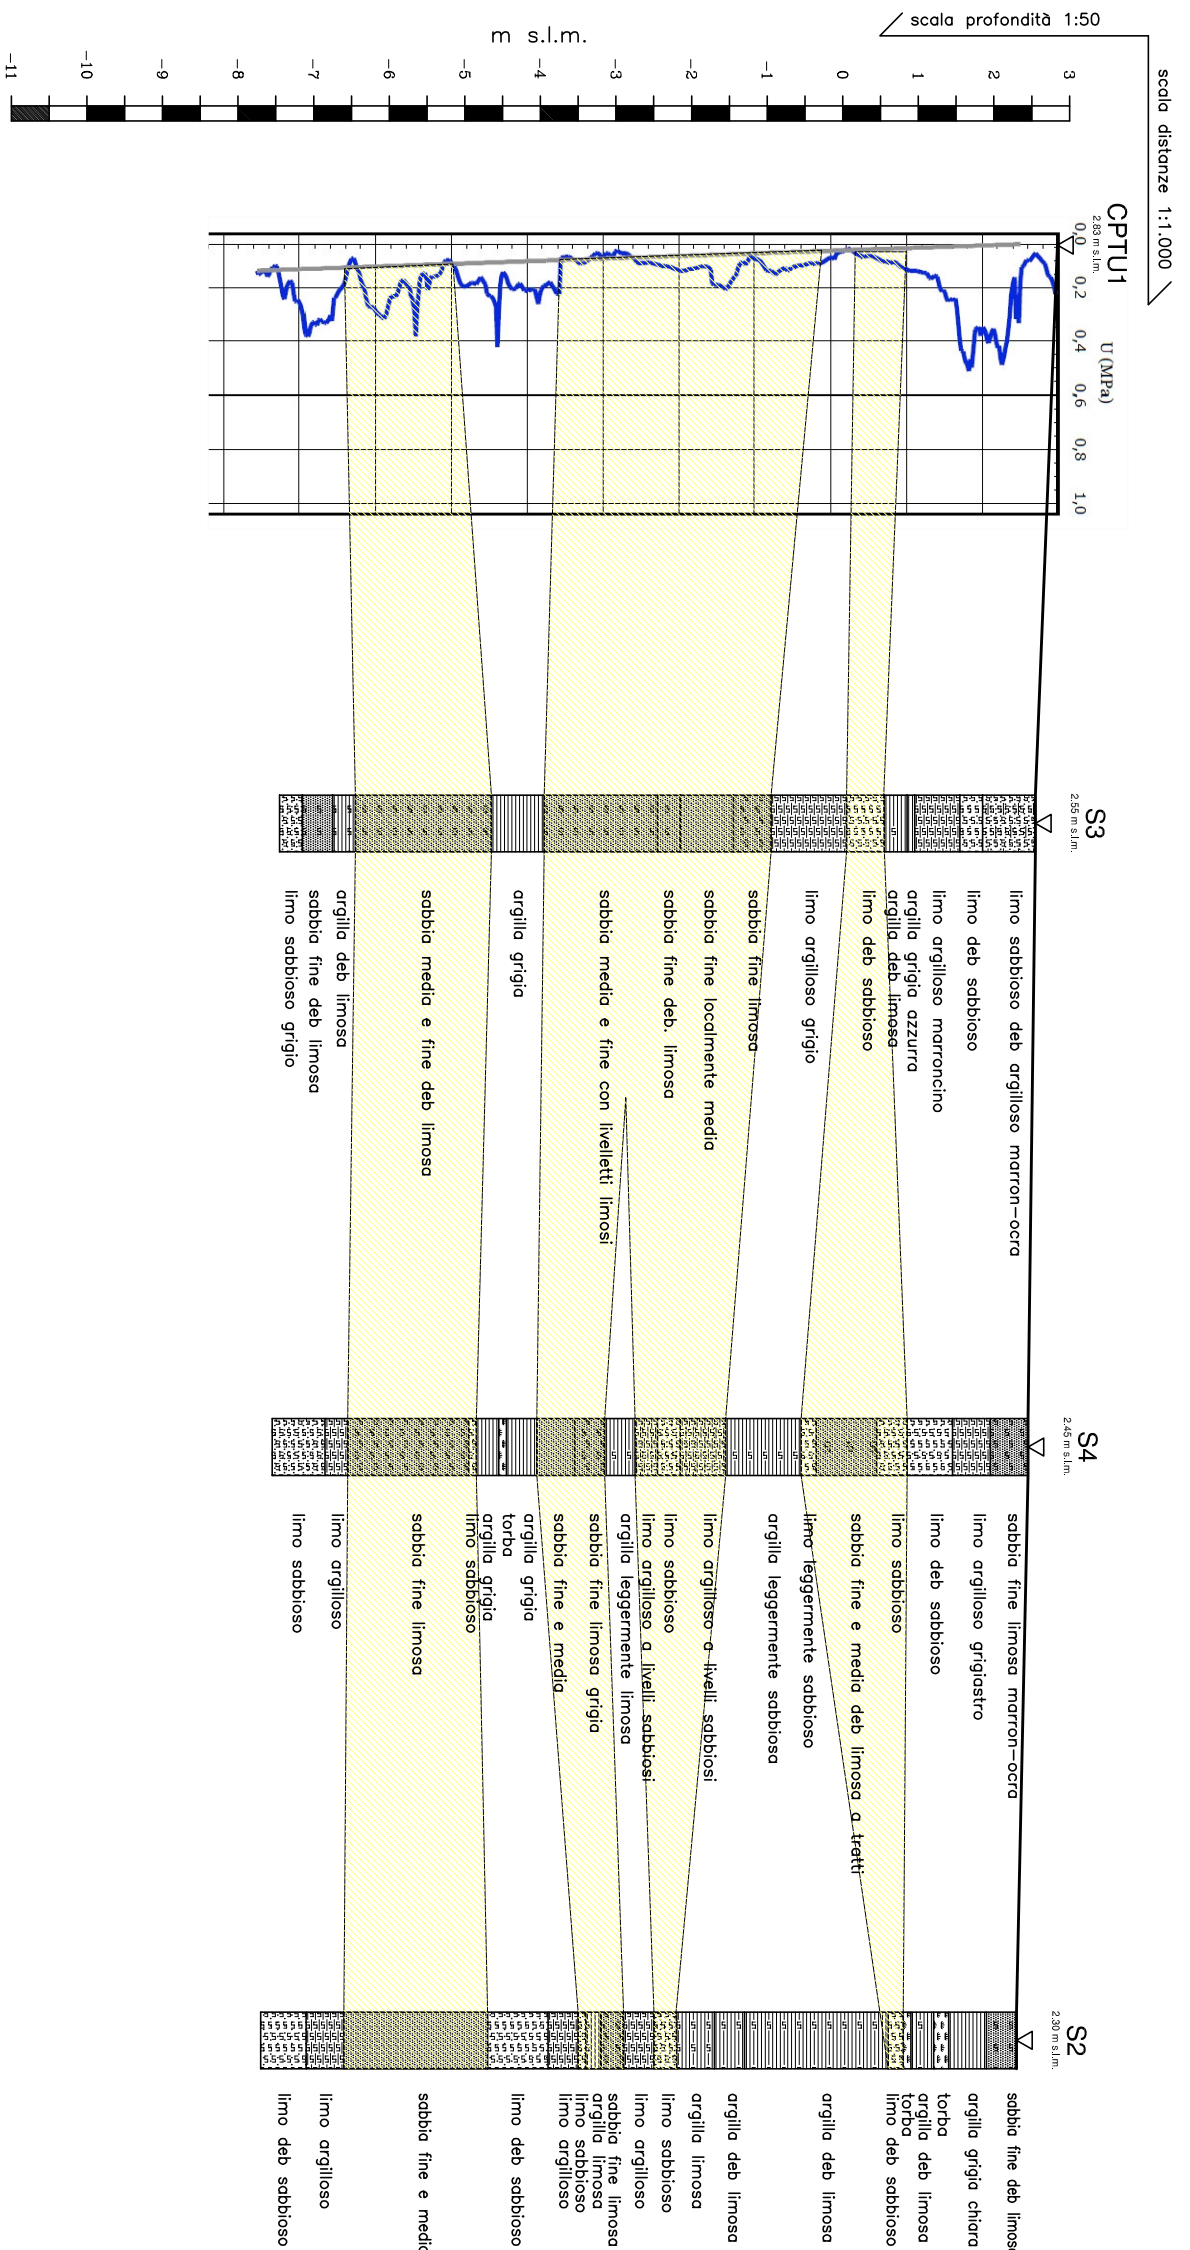 scala profondità 1:50
scala distanze 1:1.000
m s.l.m.
3
2
1
0
-1
-2
-3
-4
-5
-6
-7
-8
-9
-10
-11
CPTU1
2.83 m s.l.m.
U (MPa)
0,0
0,2
0,4
0,6
0,8
1,0
S3
2.55 m s.l.m.
limo sabbioso deb argilloso marron-ocra
limo deb sabbioso
limo argilloso marroncino
argilla grigia azzurra
argilla deb limosa
limo deb sabbioso
limo argilloso grigio
sabbia fine limosa
sabbia fine localmente media
sabbia fine deb. limosa
sabbia media e fine con livelletti limosi
argilla grigia
sabbia media e fine deb limosa
argilla deb limosa
sabbia fine deb limosa
limo sabbioso grigio
S4
2.45 m s.l.m.
sabbia fine limosa marron-ocra
limo argilloso grigiastro
limo deb sabbioso
limo sabbioso
sabbia fine e media deb limosa a tratti
limo leggermente sabbioso
argilla leggermente sabbiosa
limo argilloso a livelli sabbiosi
limo sabbioso
limo argilloso a livelli sabbiosi
argilla leggermente limosa
sabbia fine limosa grigia
sabbia fine e media
argilla grigia
torba
argilla grigia
limo sabbioso
sabbia fine limosa
limo argilloso
limo sabbioso
S2
2.30 m s.l.m.
sabbia fine deb limosa
argilla grigia chiara
torba
argilla deb limosa
torba
limo deb sabbioso
argilla deb limosa
argilla deb limosa
argilla limosa
limo sabbioso
limo argilloso
sabbia fine limosa
argilla limosa
limo sabbioso
limo argilloso
limo deb sabbioso
sabbia fine e media
limo argilloso
limo deb sabbioso